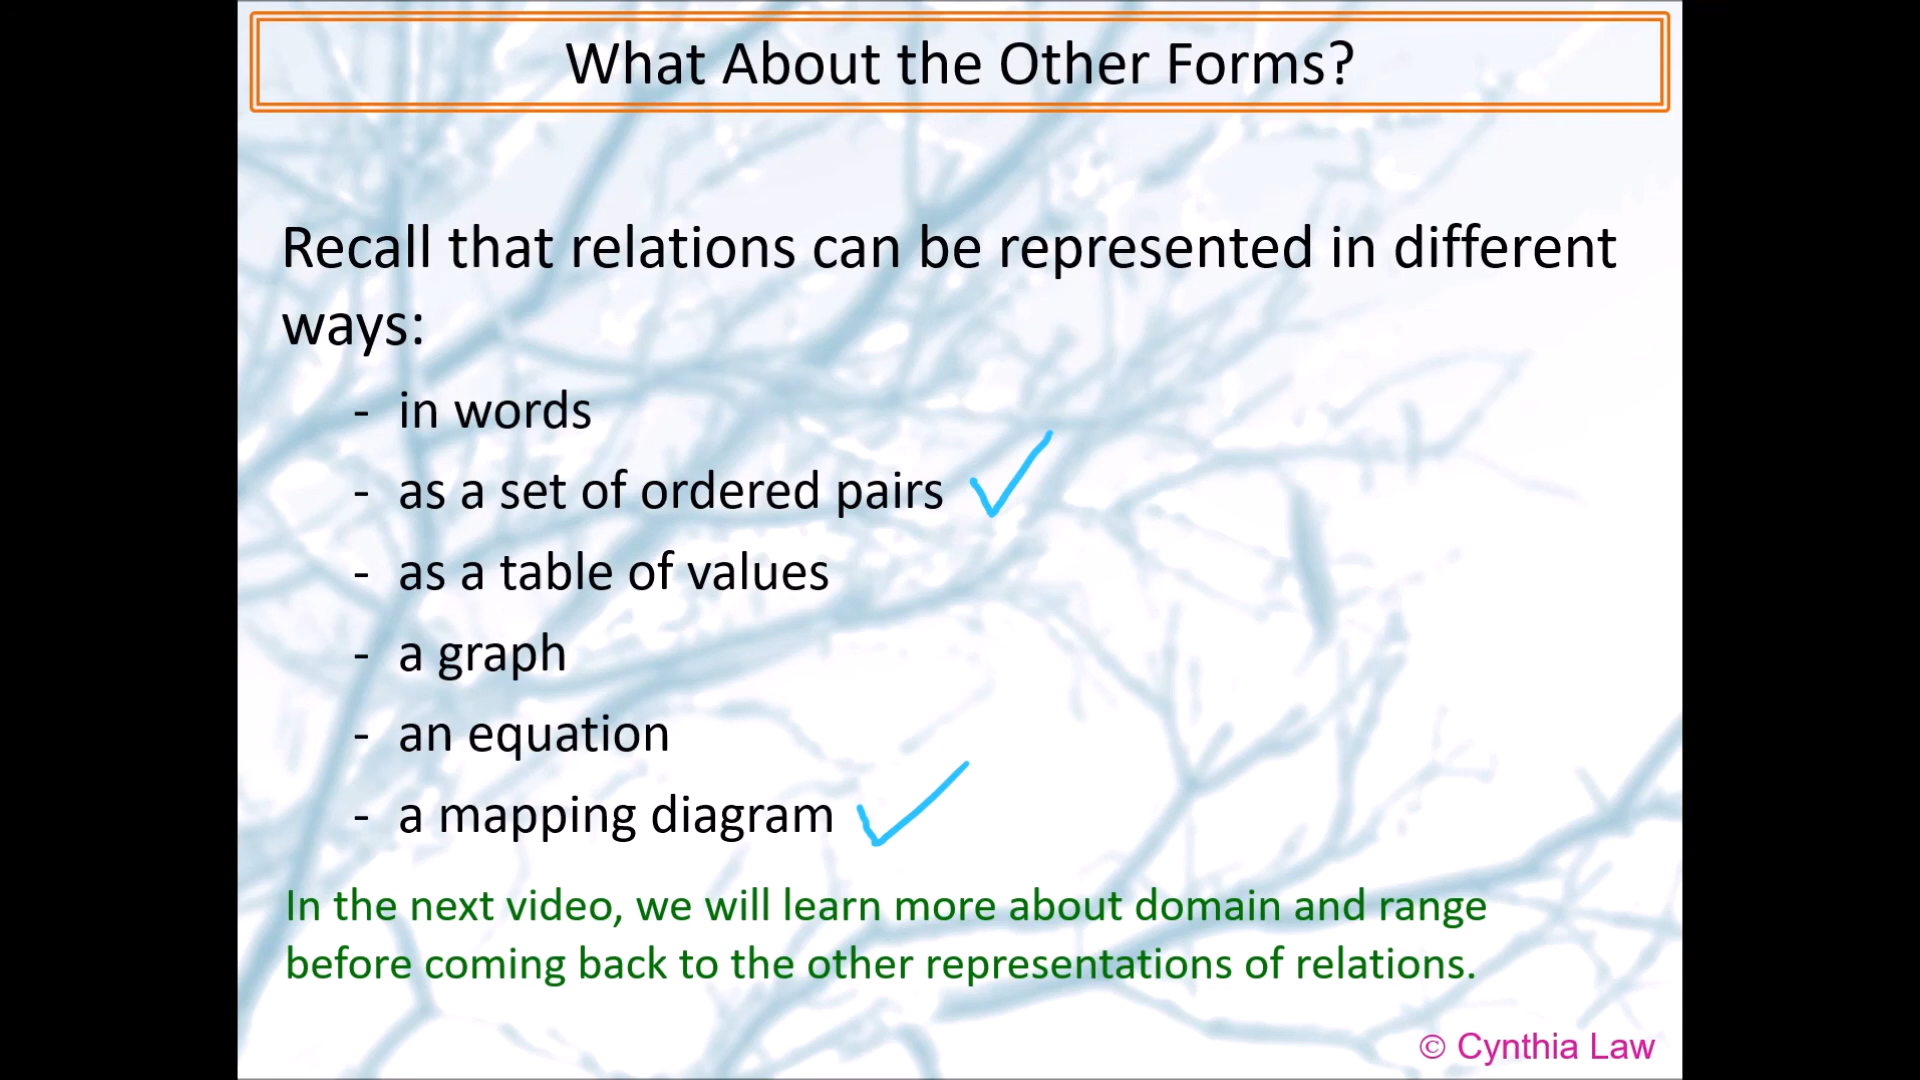 What About the Other Forms?
Recall that relations can be represented in different
ways:
- in words
- as a set of ordered pairs
- as a table of values
- a graph
- an equation
- a mapping diagram
In the next video, we will learn more about domain and range
before coming back to the other representations of relations.
© Cynthia Law